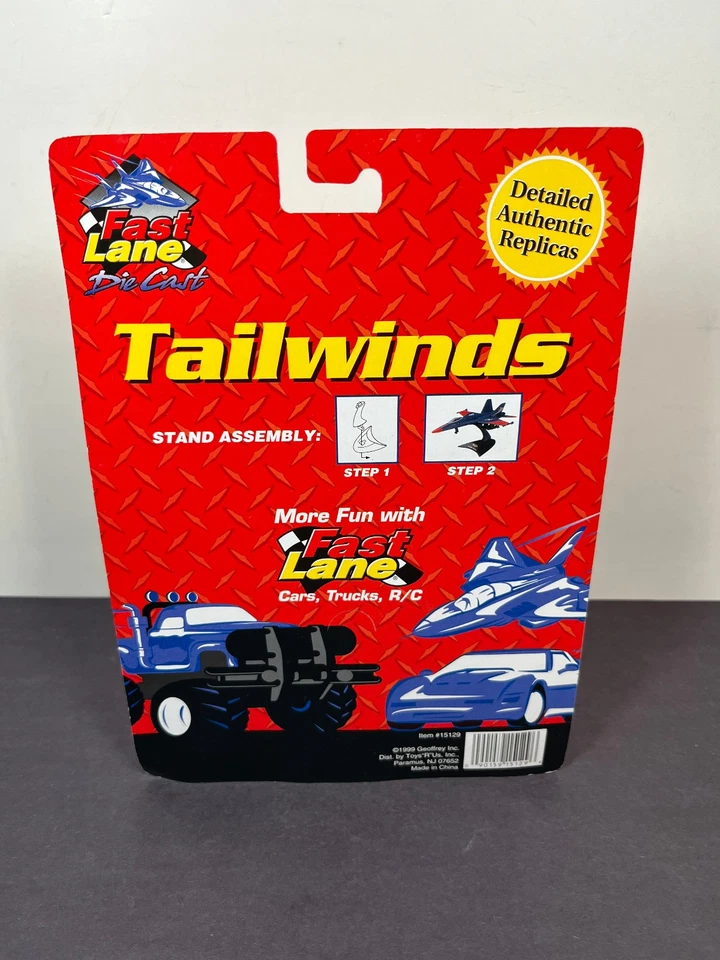 Fast
Lane®
Die Cast
Detailed
Authentic
Replicas
Tailwinds
STAND ASSEMBLY:
STEP 1
STEP 2
More Fun with
Fast
Lane®
Cars, Trucks, R/C
Item #15129
©1999 Geoffrey Inc.
Dist. by Toys"R"Us, Inc.,
Paramus, NJ 07652
Made in China